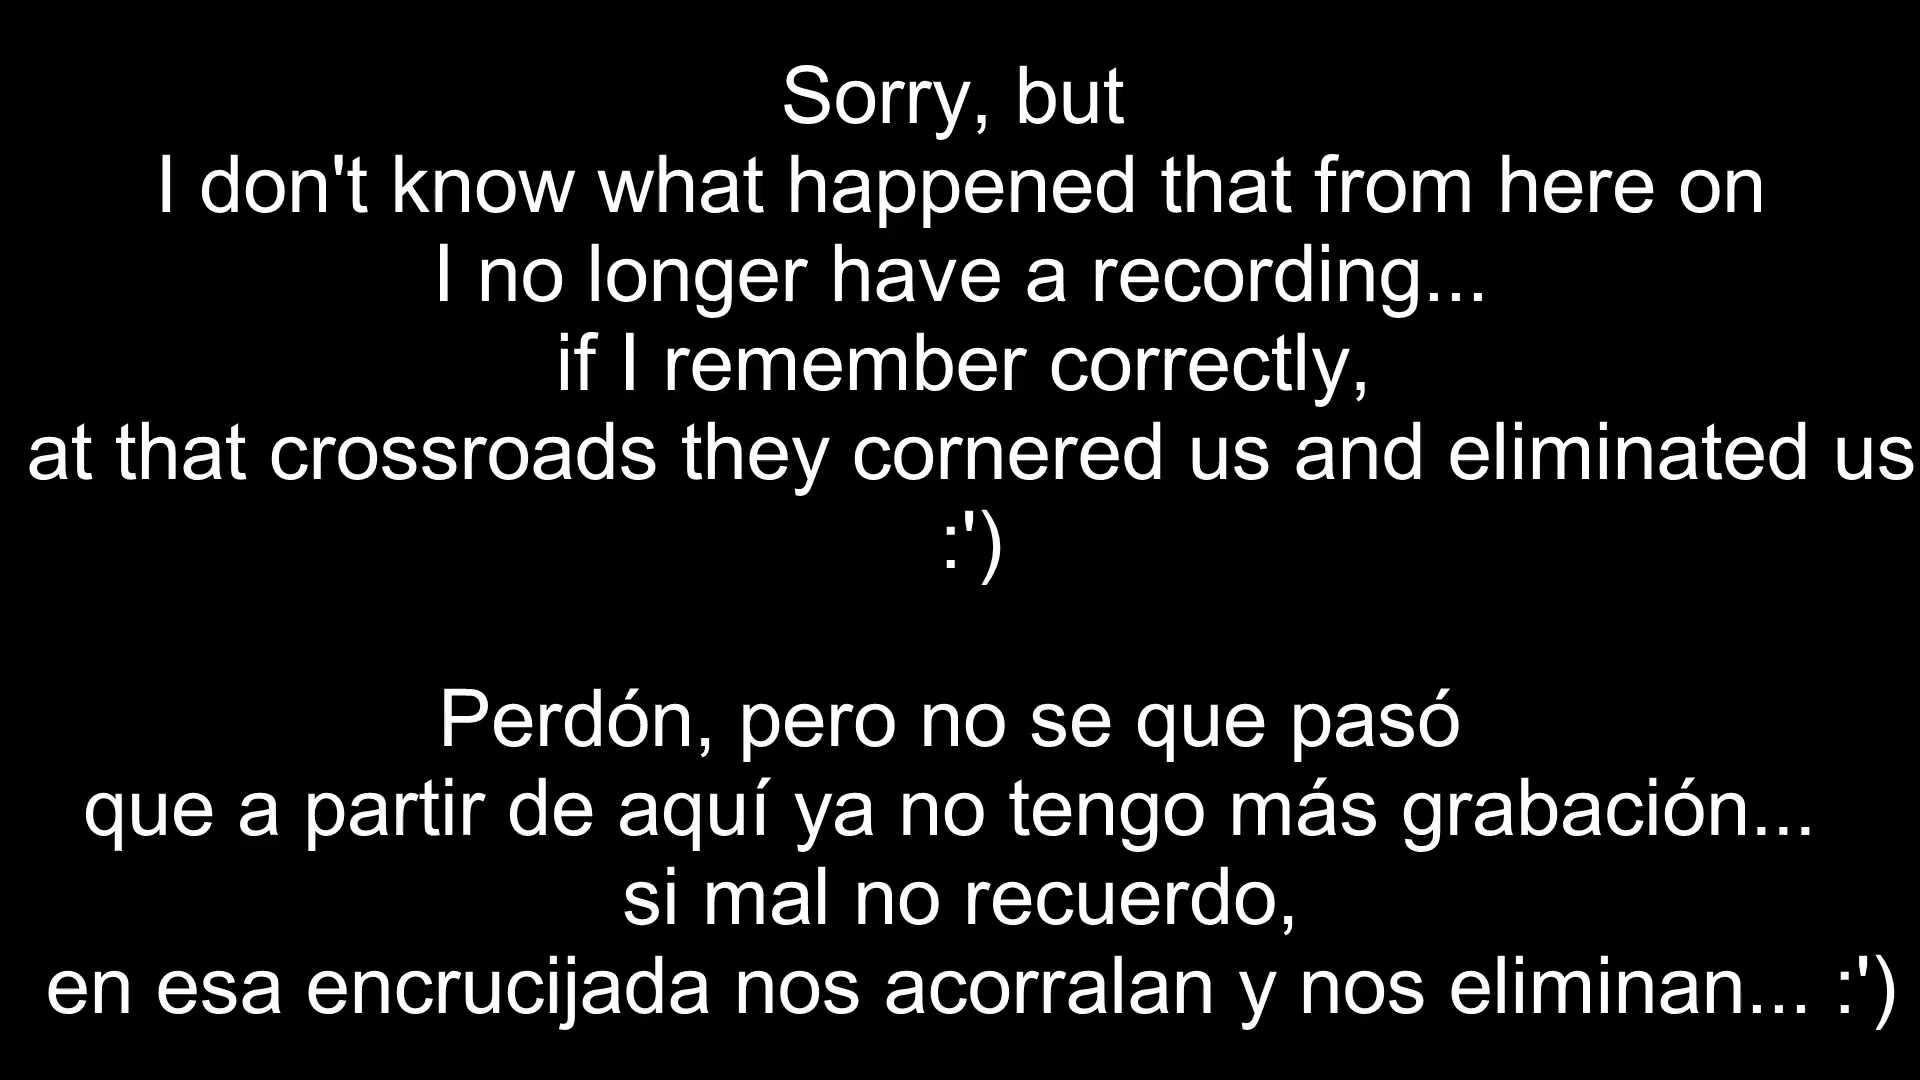 Sorry, but
I don't know what happened that from here on
I no longer have a recording...
if I remember correctly,
at that crossroads they cornered us and eliminated us
:')
Perdón, pero no se que pasó
que a partir de aquí ya no tengo más grabación...
si mal no recuerdo,
en esa encrucijada nos acorralan y nos eliminan... :')